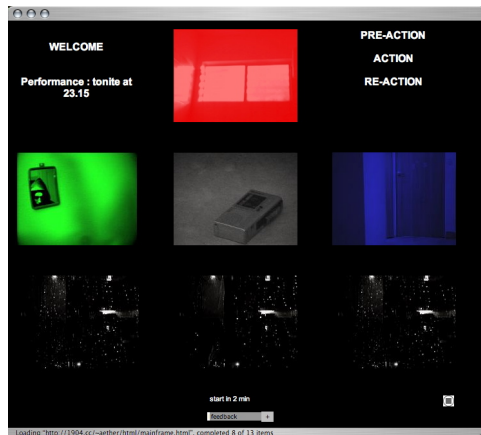 WELCOME
Performance : tonite at
23.15
PRE-ACTION
ACTION
RE-ACTION
start in 2 min
feedback +
Loading "http://1904.cc/~aether/html/mainframe.html", completed 8 of 13 items